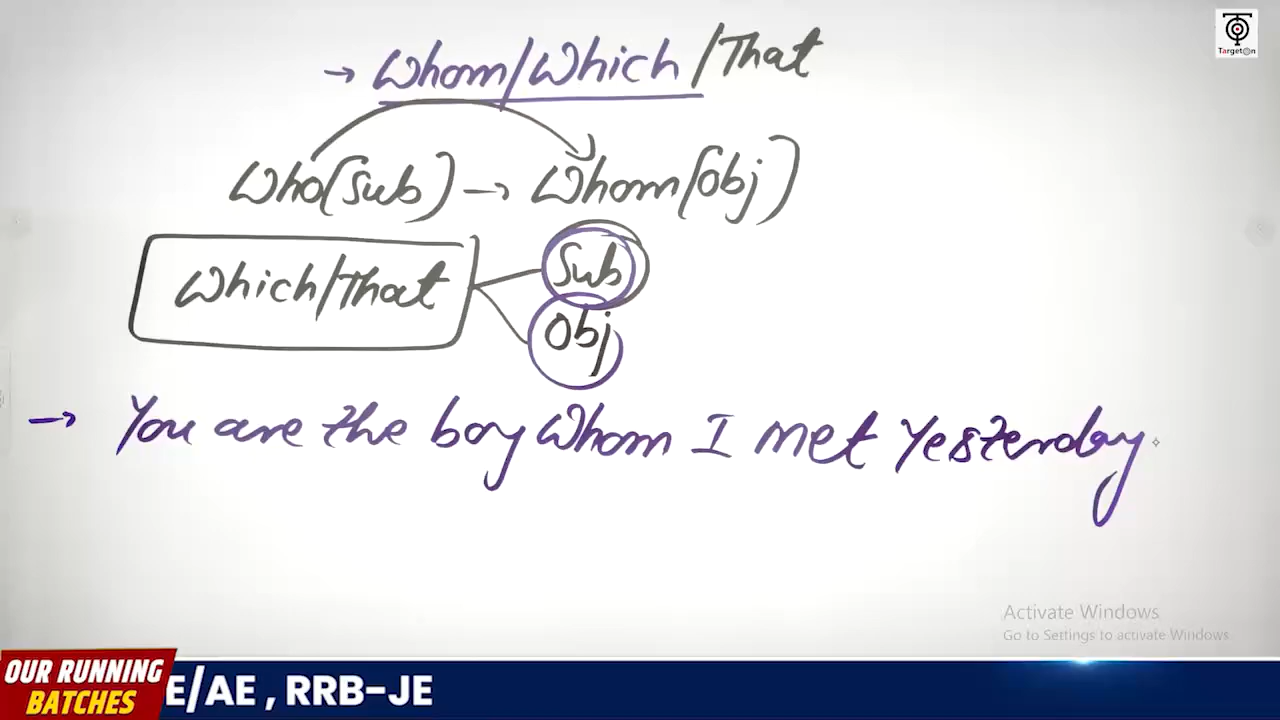 TargetOn
→ Whom/Which/That
Who(Sub) → Whom(Obj)
Which/That
Sub
Obj
→ You are the boy Whom I met Yesterday
Activate Windows
Go to Settings to activate Windows.
OUR RUNNING
BATCHES
E/AE , RRB-JE